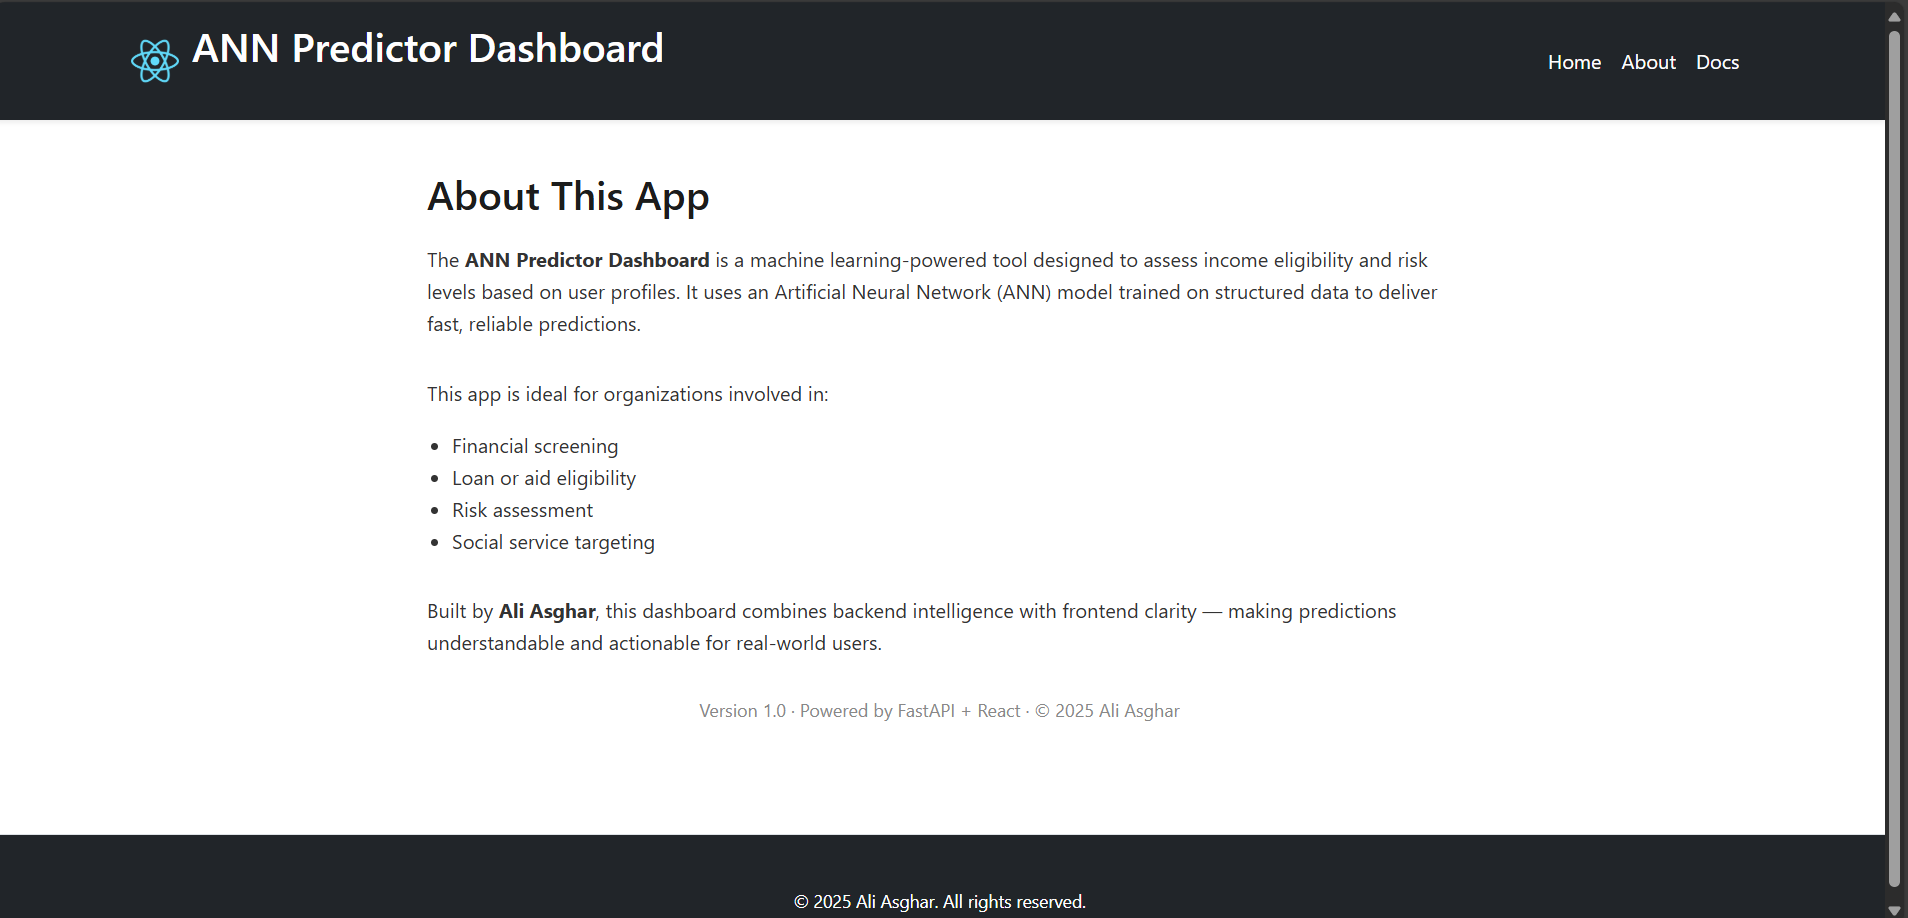 ANN Predictor Dashboard
Home About Docs
About This App
The ANN Predictor Dashboard is a machine learning-powered tool designed to assess income eligibility and risk
levels based on user profiles. It uses an Artificial Neural Network (ANN) model trained on structured data to deliver
fast, reliable predictions.
This app is ideal for organizations involved in:
• Financial screening
• Loan or aid eligibility
• Risk assessment
• Social service targeting
Built by Ali Asghar, this dashboard combines backend intelligence with frontend clarity — making predictions
understandable and actionable for real-world users.
Version 1.0 · Powered by FastAPI + React · © 2025 Ali Asghar
© 2025 Ali Asghar. All rights reserved.